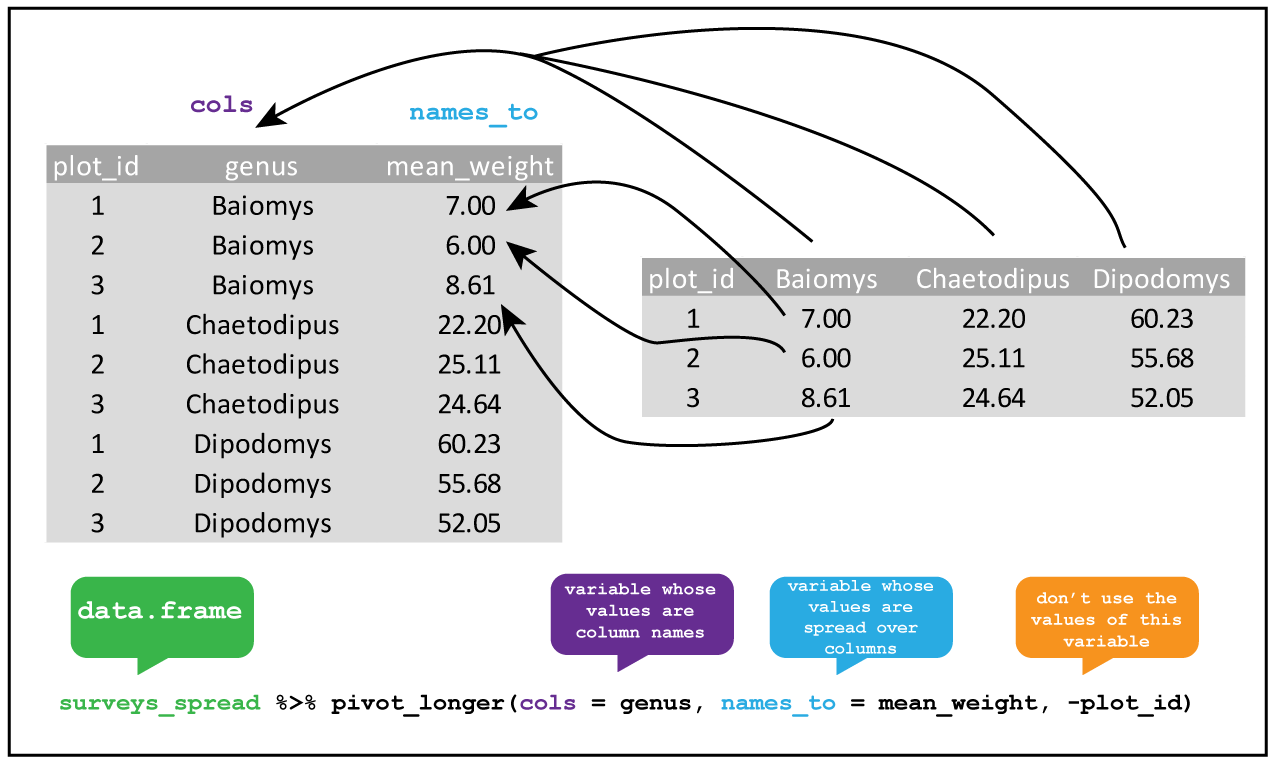 cols
names_to
plot_id genus mean_weight
1 Baiomys 7.00
2 Baiomys 6.00
3 Baiomys 8.61
1 Chaetodipus 22.20
2 Chaetodipus 25.11
3 Chaetodipus 24.64
1 Dipodomys 60.23
2 Dipodomys 55.68
3 Dipodomys 52.05
plot_id Baiomys Chaetodipus Dipodomys
1 7.00 22.20 60.23
2 6.00 25.11 55.68
3 8.61 24.64 52.05
data.frame
variable whose
values are
column names
variable whose
values are
spread over
columns
don’t use the
values of this
variable
surveys_spread %>% pivot_longer(cols = genus, names_to = mean_weight, -plot_id)